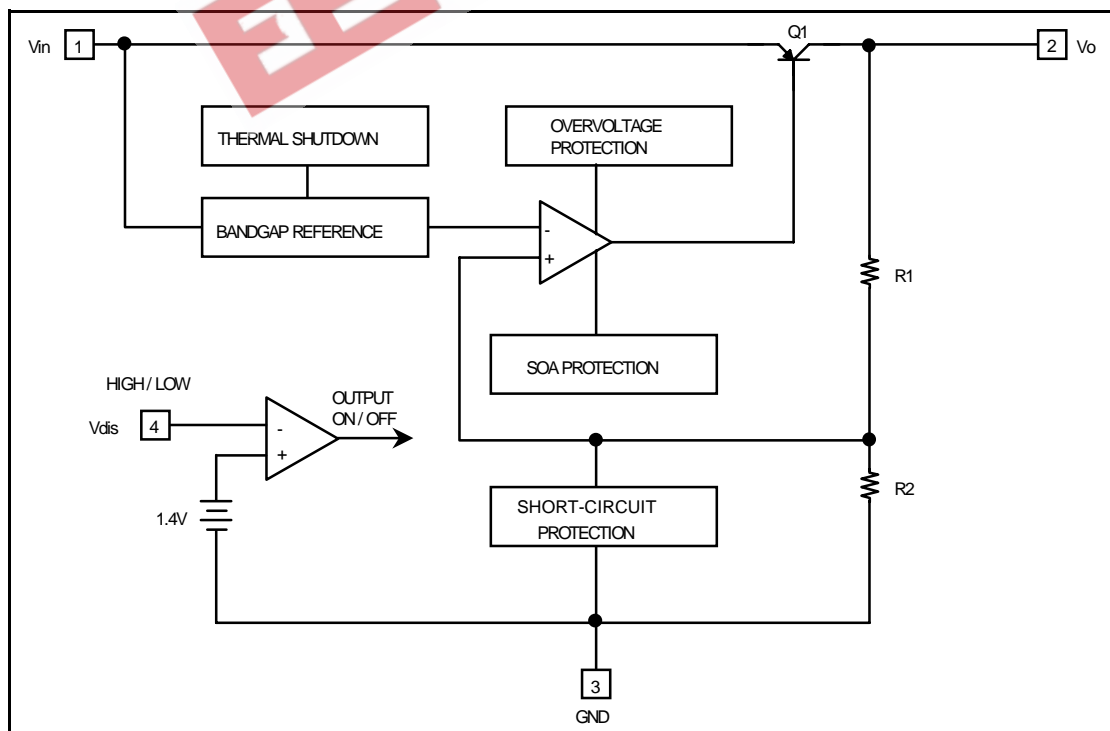 Q1
Vin 1
2 Vo
THERMAL SHUTDOWN
OVERVOLTAGE
PROTECTION
BANDGAP REFERENCE
-
+
R1
SOA PROTECTION
HIGH / LOW
OUTPUT
ON / OFF
Vdis 4
-
+
1.4V
SHORT-CIRCUIT
PROTECTION
R2
3
GND